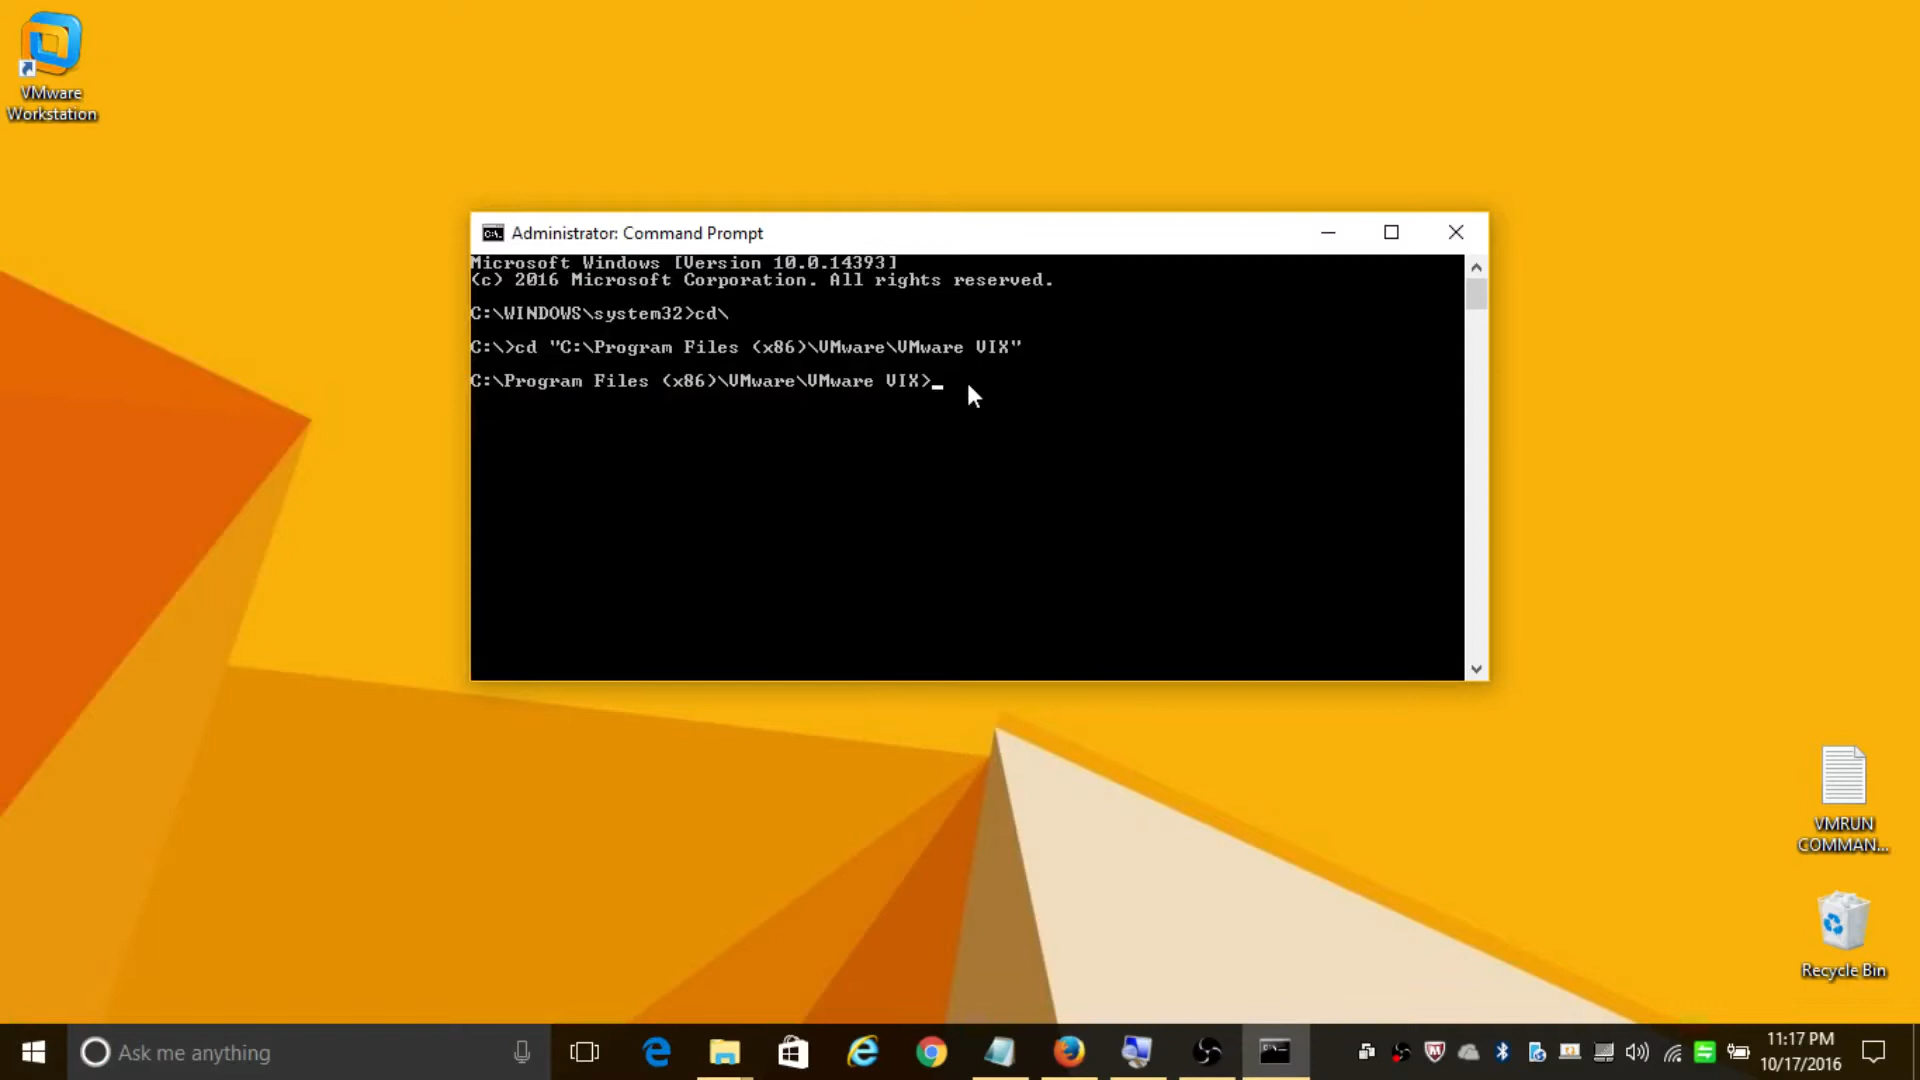 VMware
Workstation
Administrator: Command Prompt
Microsoft Windows [Version 10.0.14393]
(c) 2016 Microsoft Corporation. All rights reserved.
C:\WINDOWS\system32>cd\
C:\>cd "C:\Program Files (x86)\VMware\VMware VIX"
C:\Program Files (x86)\VMware\VMware VIX>
VMRUN
COMMAN...
Recycle Bin
Ask me anything
11:17 PM
10/17/2016